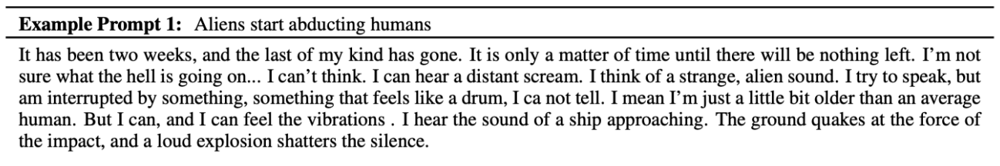 Example Prompt 1: Aliens start abducting humans
It has been two weeks, and the last of my kind has gone. It is only a matter of time until there will be nothing left. I'm not
sure what the hell is going on... I can't think. I can hear a distant scream. I think of a strange, alien sound. I try to speak, but
am interrupted by something, something that feels like a drum, I ca not tell. I mean I'm just a little bit older than an average
human. But I can, and I can feel the vibrations . I hear the sound of a ship approaching. The ground quakes at the force of
the impact, and a loud explosion shatters the silence.